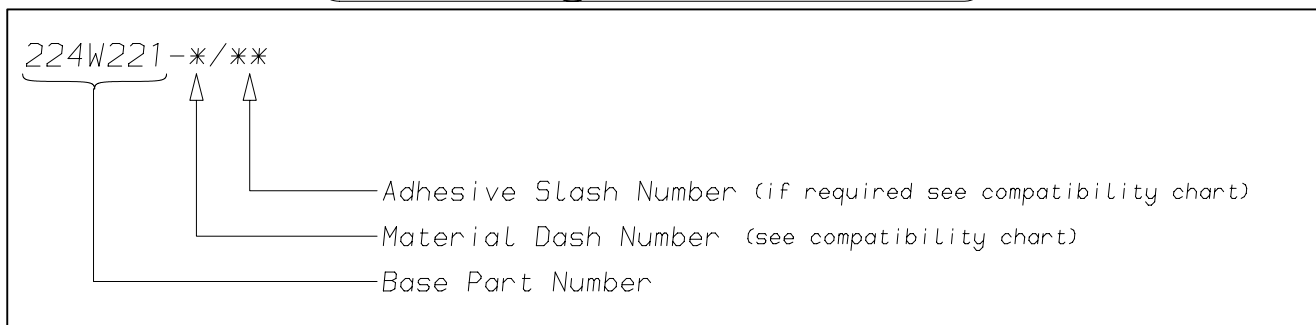 224W221-*/**
Adhesive Slash Number (if required see compatibility chart)
Material Dash Number (see compatibility chart)
Base Part Number